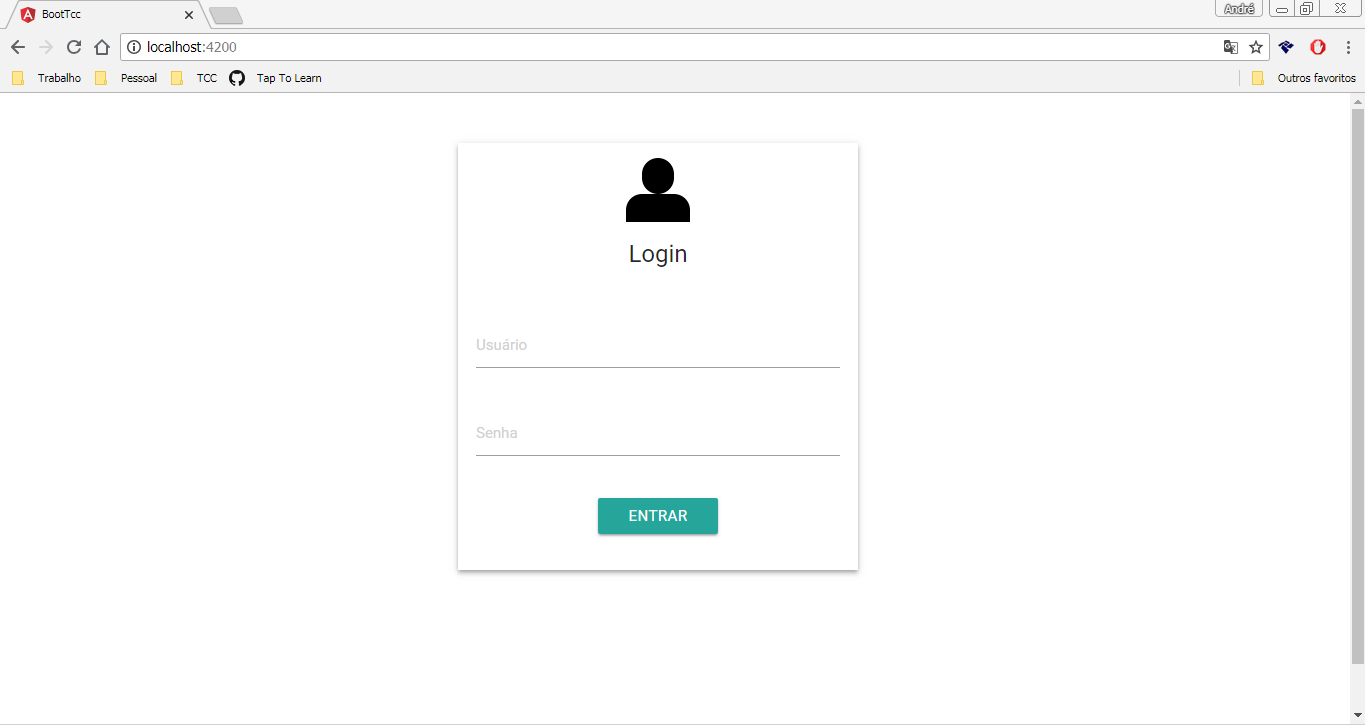 BootTcc
André
localhost:4200
Trabalho Pessoal TCC Tap To Learn Outros favoritos
Login
Usuário
Senha
ENTRAR